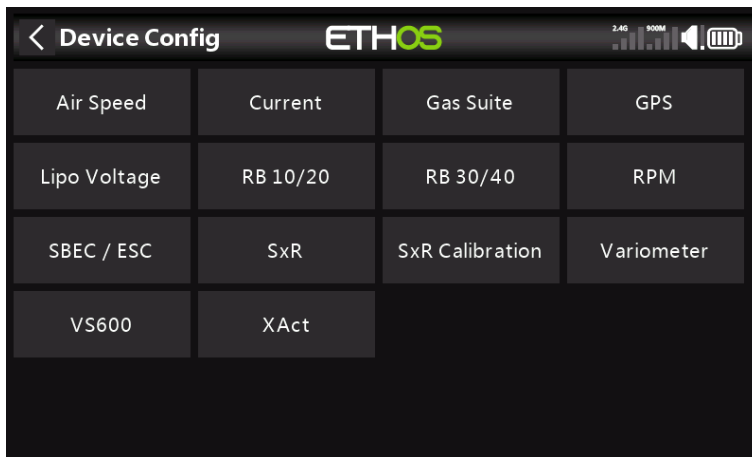 Device Config
ETHOS
2.4G 900M
Air Speed Current Gas Suite GPS
Lipo Voltage RB 10/20 RB 30/40 RPM
SBEC / ESC SxR SxR Calibration Variometer
VS600 XAct